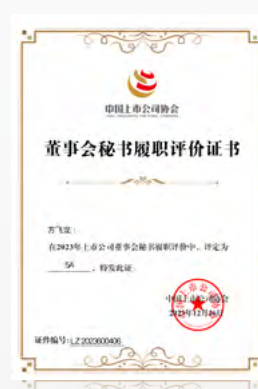 中国上市公司协会
董事会秘书履职评价证书
方飞龙：
在2023年上市公司董事会秘书履职评价中，评定为
5A ，特发此证
中国上市公司协会
2023年12月26日
证件编号：LZ2023600406